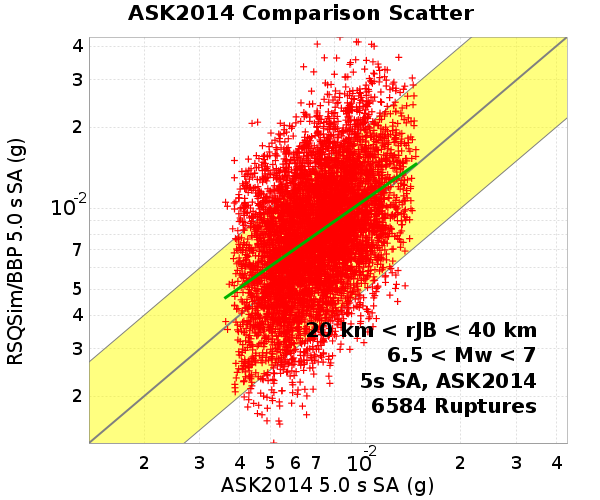 ASK2014 Comparison Scatter
RSQSim/BBP 5.0 s SA (g)
4
3
2
10-2
7
5
4
3
2
20 km < rJB < 40 km
6.5 < Mw < 7
5s SA, ASK2014
6584 Ruptures
2 3 4 5 6 7 10-2 2 3 4
ASK2014 5.0 s SA (g)